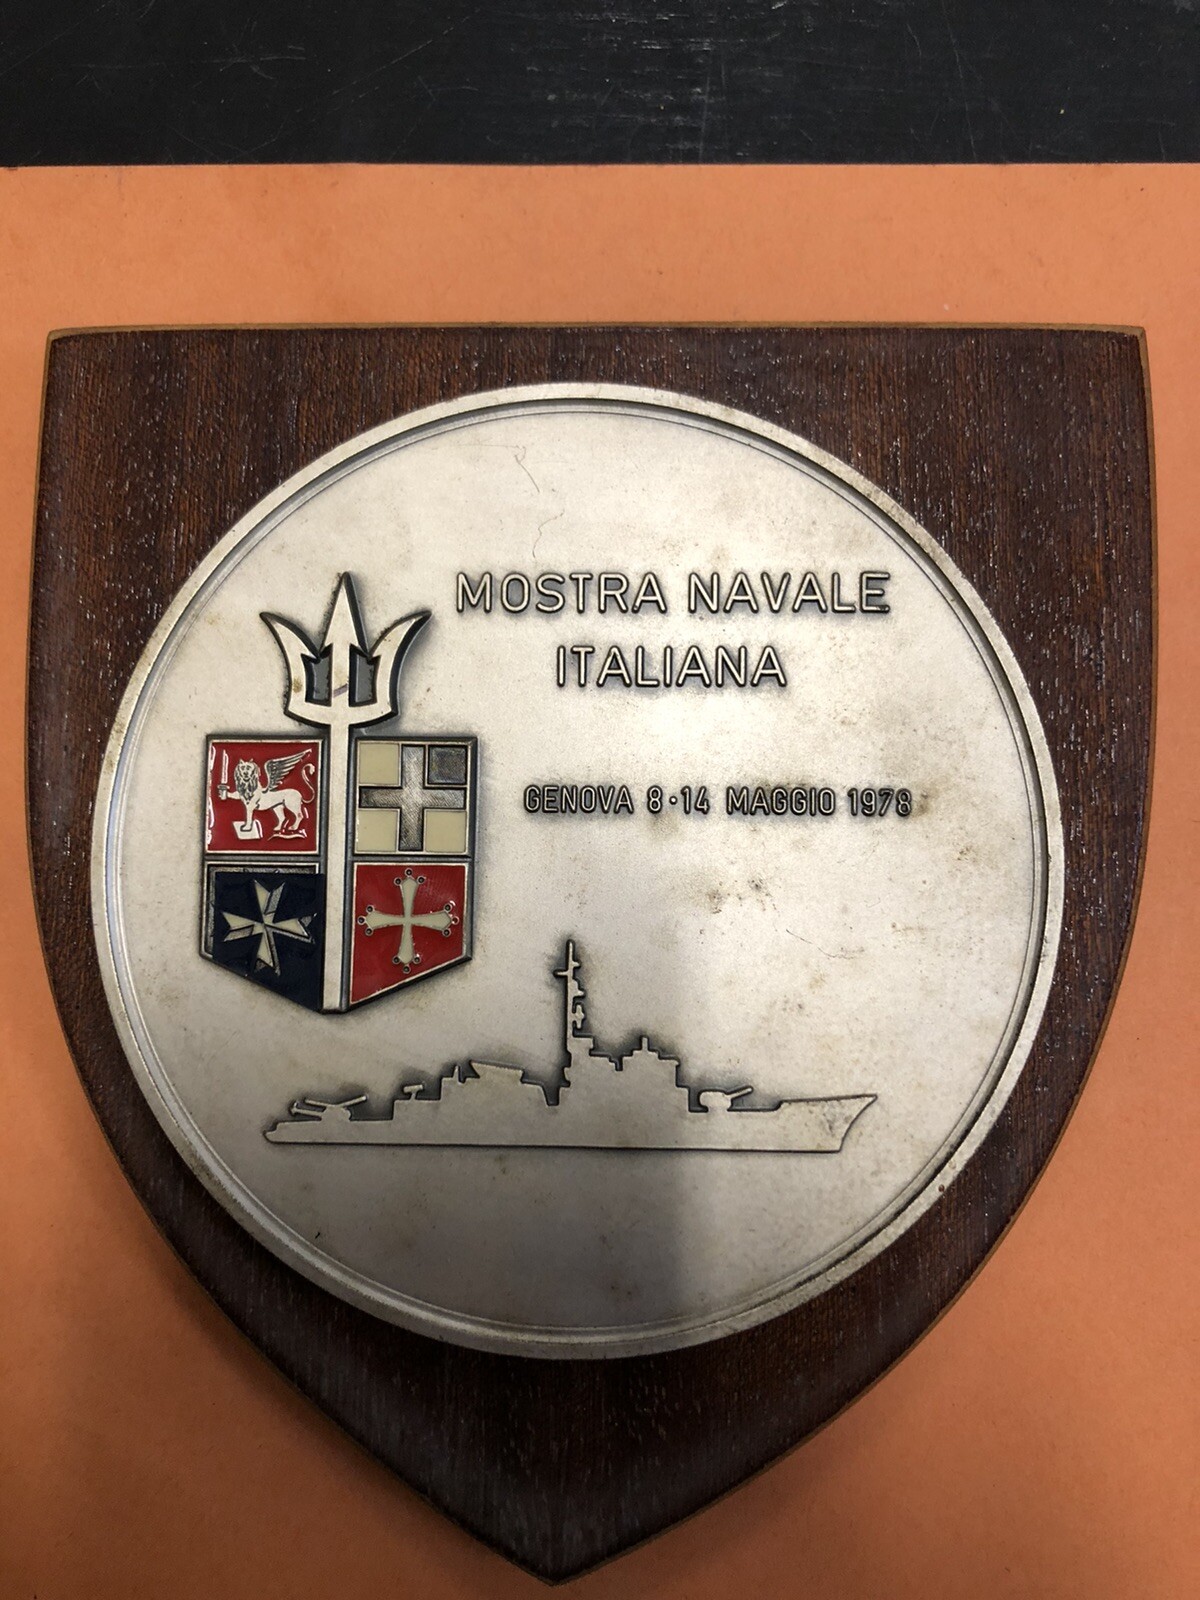 MOSTRA NAVALE
ITALIANA
GENOVA 8·14 MAGGIO 1978